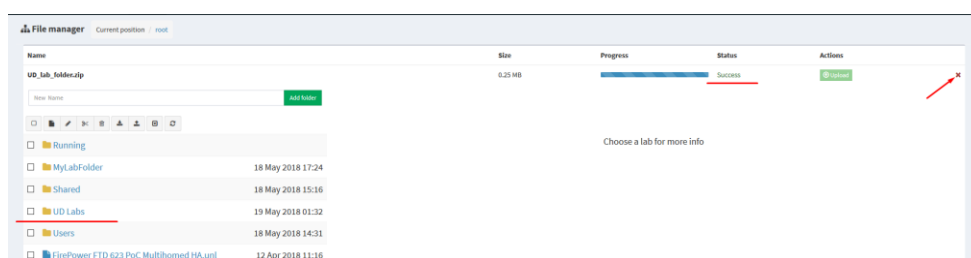 File manager Current position / root
Name Size Progress Status Actions
UD_lab_folder.zip 0.25 MB Success Upload
New Name Add folder
Running
Choose a lab for more info
MyLabFolder 18 May 2018 17:24
Shared 18 May 2018 15:16
UD Labs 19 May 2018 01:32
Users 18 May 2018 14:31
FirePower FTD 623 PoC Multihomed HA.unl 12 Apr 2018 11:16